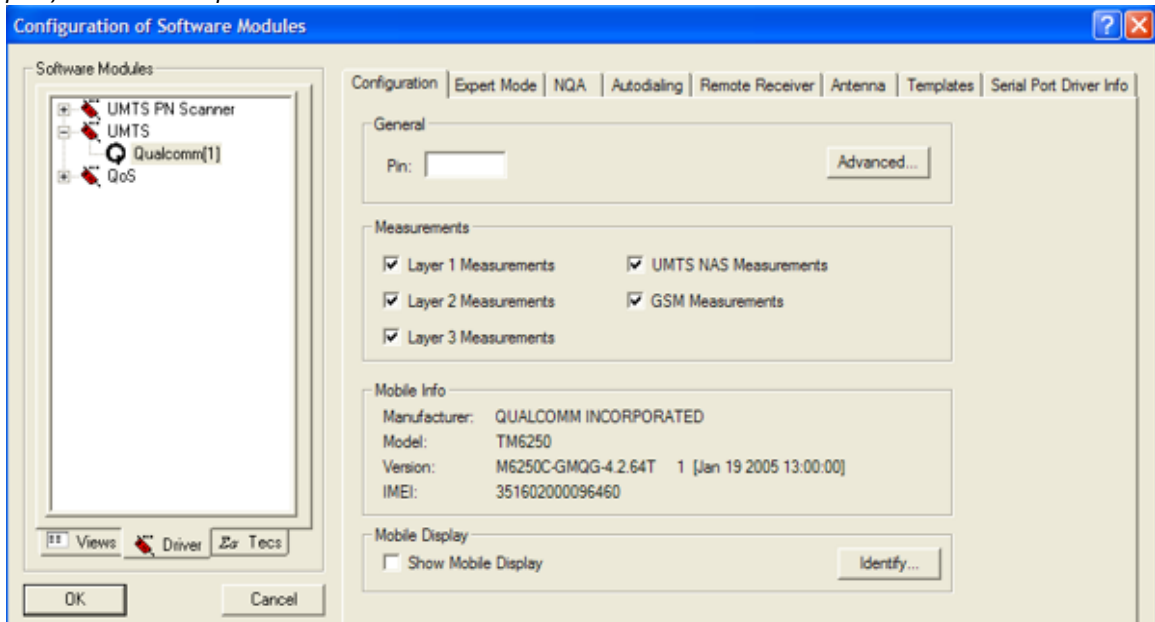 Configuration of Software Modules
Software Modules
UMTS PN Scanner
UMTS
Qualcomm[1]
QoS
Views Driver Tecs
OK Cancel
Configuration Expert Mode NQA Autodialing Remote Receiver Antenna Templates Serial Port Driver Info
General
Pin: Advanced...
Measurements
Layer 1 Measurements UMTS NAS Measurements
Layer 2 Measurements GSM Measurements
Layer 3 Measurements
Mobile Info
Manufacturer: QUALCOMM INCORPORATED
Model: TM6250
Version: M6250C-GMQG-4.2.64T 1 [Jan 19 2005 13:00:00]
IMEI: 351602000096460
Mobile Display
Show Mobile Display Identify...